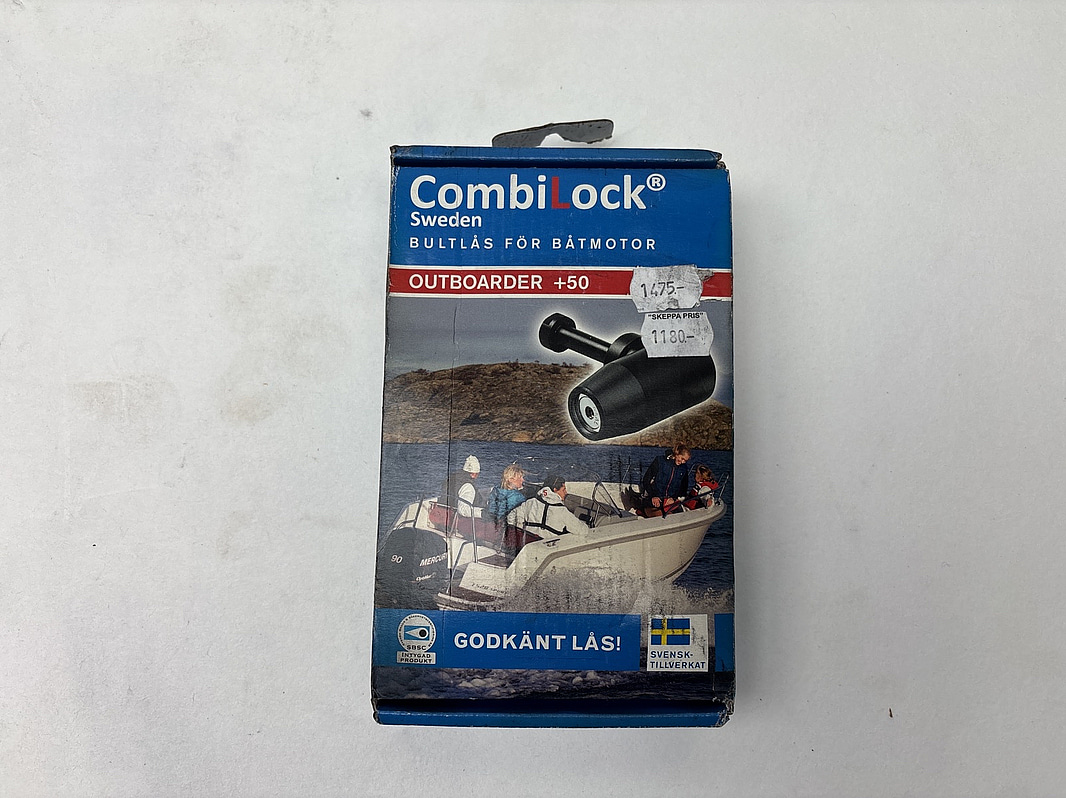 CombiLock®
Sweden
BULTLÅS FÖR BÅTMOTOR
OUTBOARDER +50
1475.-
"SKEPPA PRIS"
1180.-
90
MERCURY
GODKÄNT LÅS!
SBSC
INTYGAD
PRODUKT
SVENSK-
TILLVERKAT